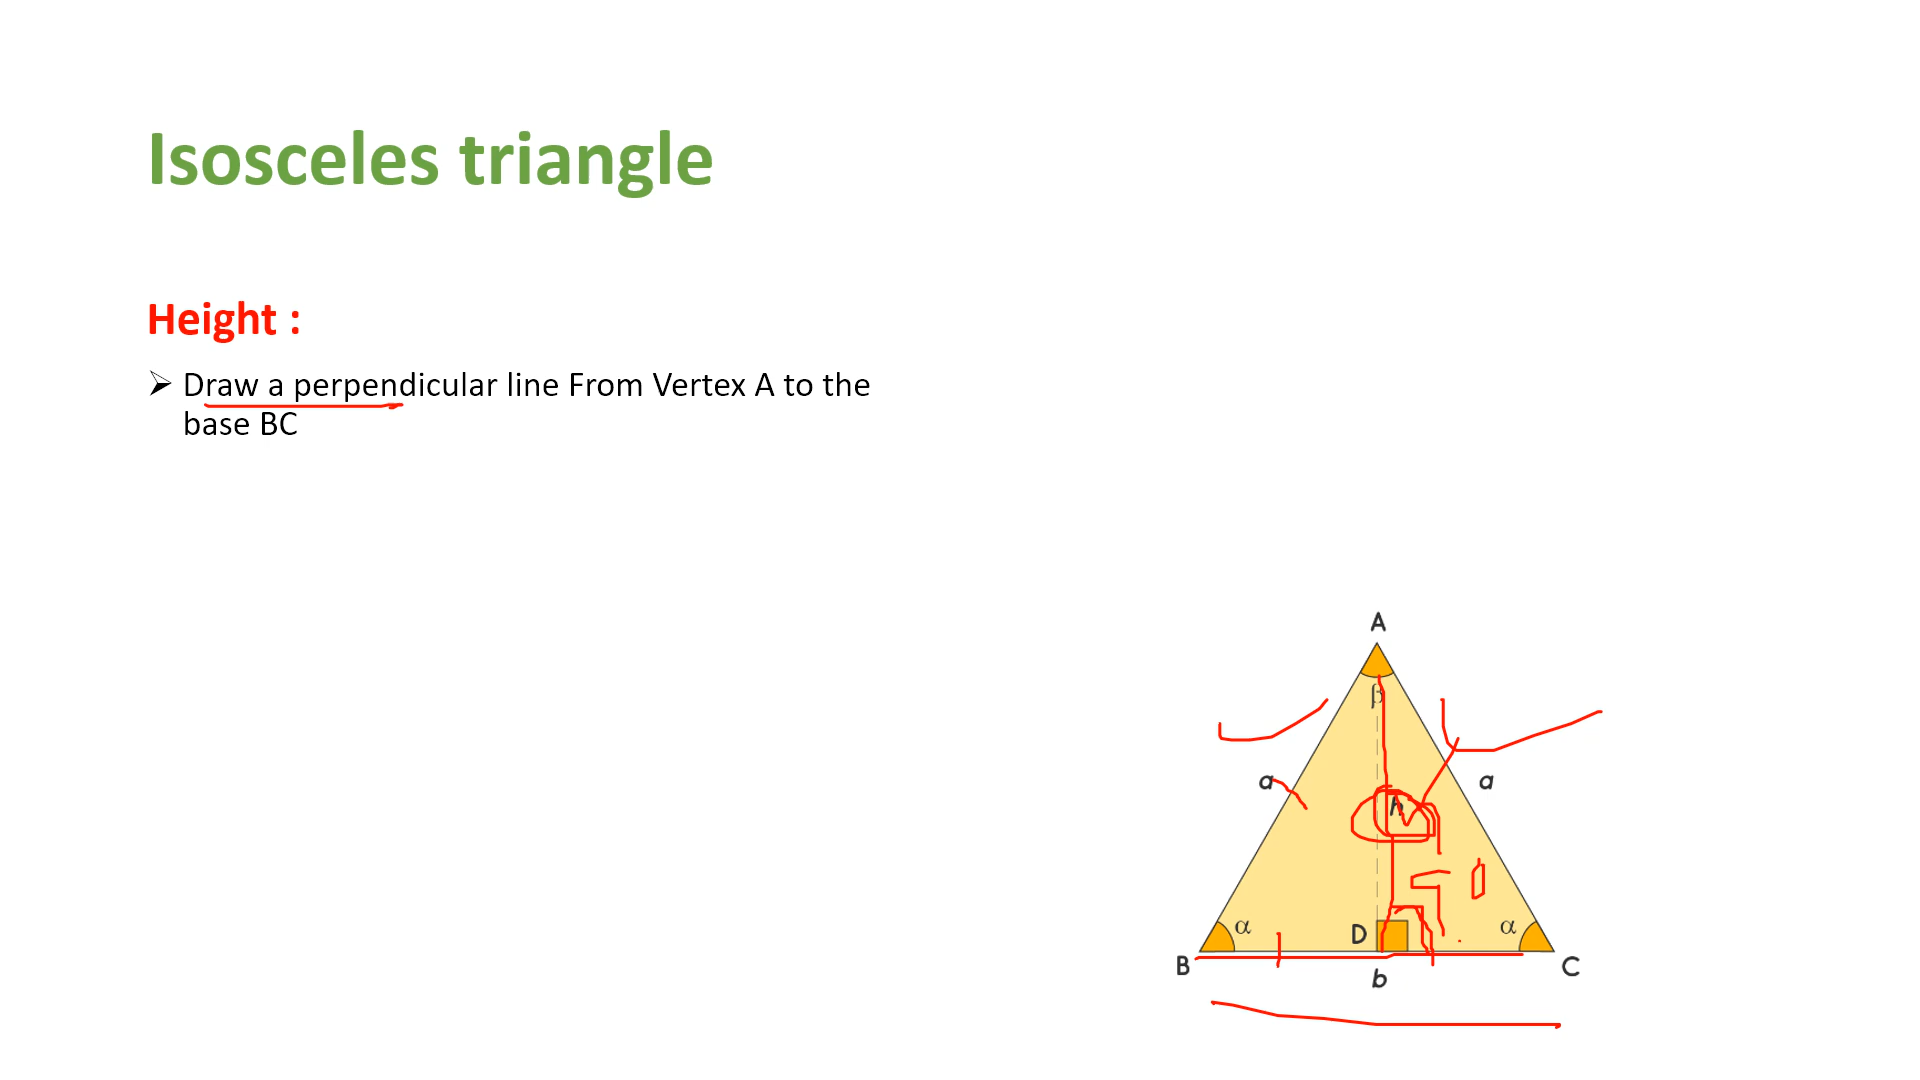 Isosceles triangle
Height :
Draw a perpendicular line From Vertex A to the
base BC
A
β
a
a
h
α
D
α
B
b
C